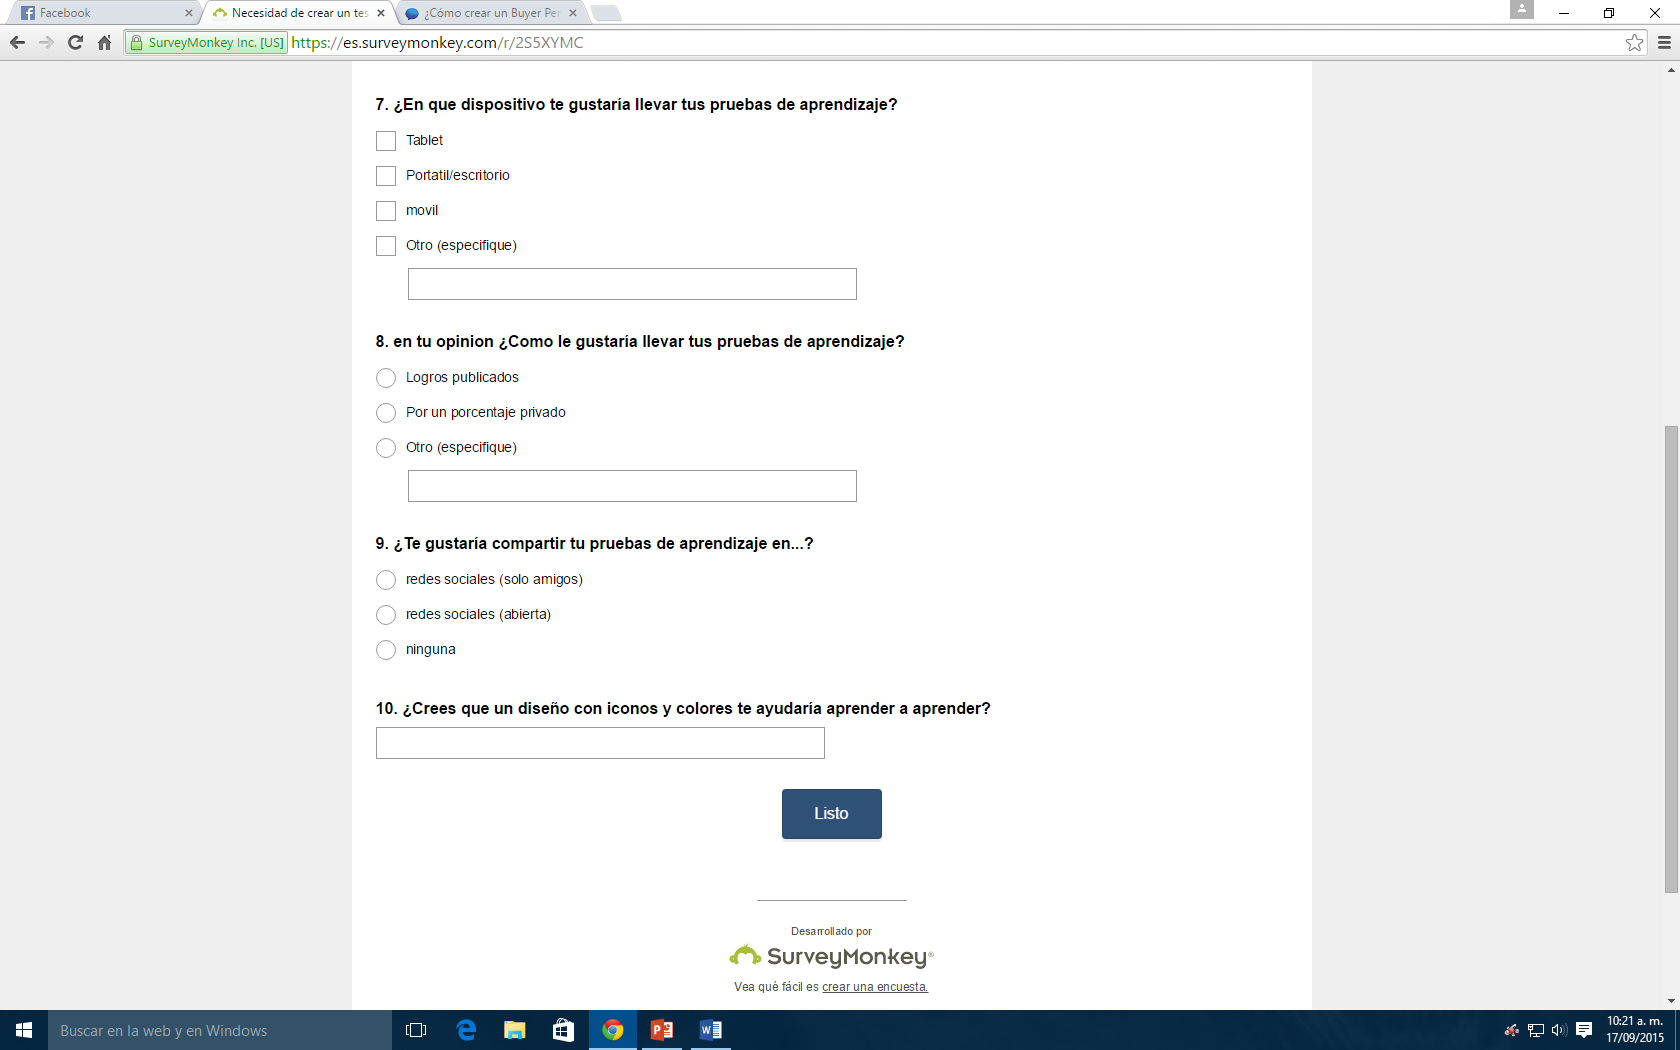 Facebook
Necesidad de crear un tes
¿Cómo crear un Buyer Per
SurveyMonkey Inc. [US] https://es.surveymonkey.com/r/2S5XYMC
7. ¿En que dispositivo te gustaría llevar tus pruebas de aprendizaje?
Tablet
Portatil/escritorio
movil
Otro (especifique)
8. en tu opinion ¿Como le gustaría llevar tus pruebas de aprendizaje?
Logros publicados
Por un porcentaje privado
Otro (especifique)
9. ¿Te gustaría compartir tu pruebas de aprendizaje en...?
redes sociales (solo amigos)
redes sociales (abierta)
ninguna
10. ¿Crees que un diseño con iconos y colores te ayudaría aprender a aprender?
Listo
Desarrollado por
SurveyMonkey®
Vea qué fácil es crear una encuesta.
Buscar en la web y en Windows
10:21 a. m.
17/09/2015